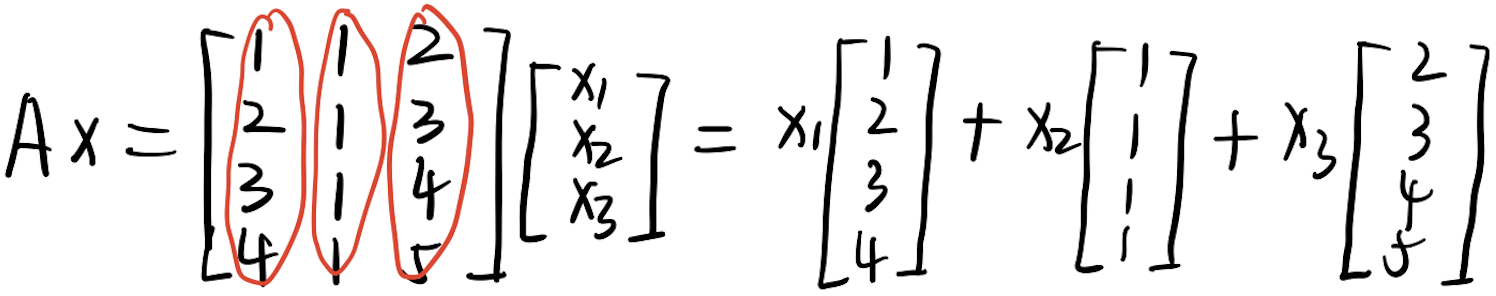 Ax = [1 1 2; 2 1 3; 3 1 4; 4 1 5] [x₁; x₂; x₃] = x₁ [1; 2; 3; 4] + x₂ [1; 1; 1; 1] + x₃ [2; 3; 4; 5]